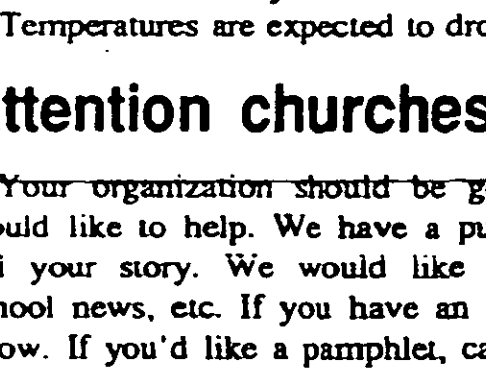 Temperatures are expected to dro
ttention churches
Your organization should be g
ould like to help. We have a pu
your story. We would like
hool news, etc. If you have an
ow. If you'd like a pamphlet, ca